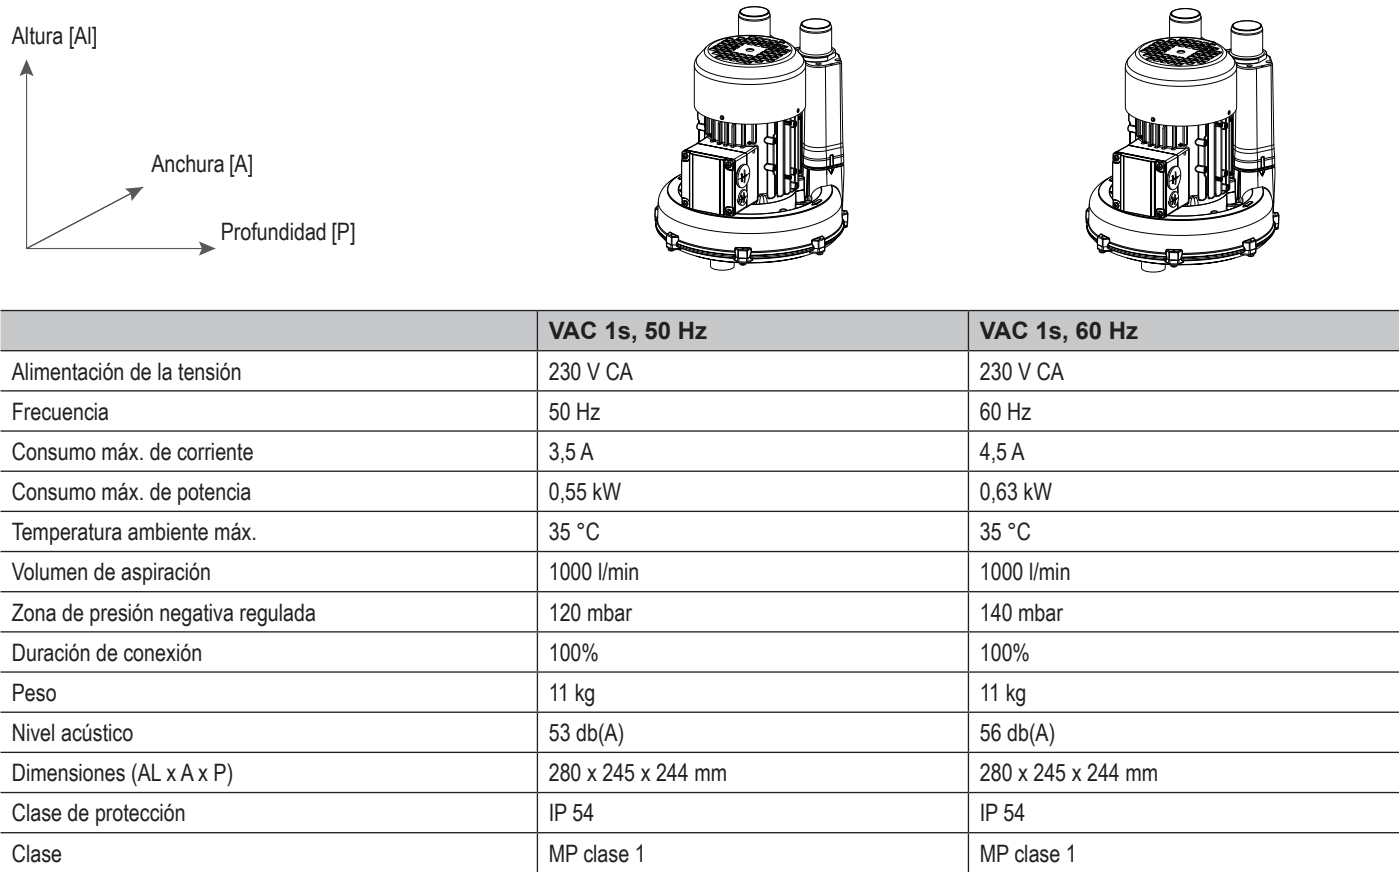 Altura [Al]
Anchura [A]
Profundidad [P]
VAC 1s, 50 Hz VAC 1s, 60 Hz
Alimentación de la tensión 230 V CA 230 V CA
Frecuencia 50 Hz 60 Hz
Consumo máx. de corriente 3,5 A 4,5 A
Consumo máx. de potencia 0,55 kW 0,63 kW
Temperatura ambiente máx. 35 °C 35 °C
Volumen de aspiración 1000 l/min 1000 l/min
Zona de presión negativa regulada 120 mbar 140 mbar
Duración de conexión 100% 100%
Peso 11 kg 11 kg
Nivel acústico 53 db(A) 56 db(A)
Dimensiones (AL x A x P) 280 x 245 x 244 mm 280 x 245 x 244 mm
Clase de protección IP 54 IP 54
Clase MP clase 1 MP clase 1